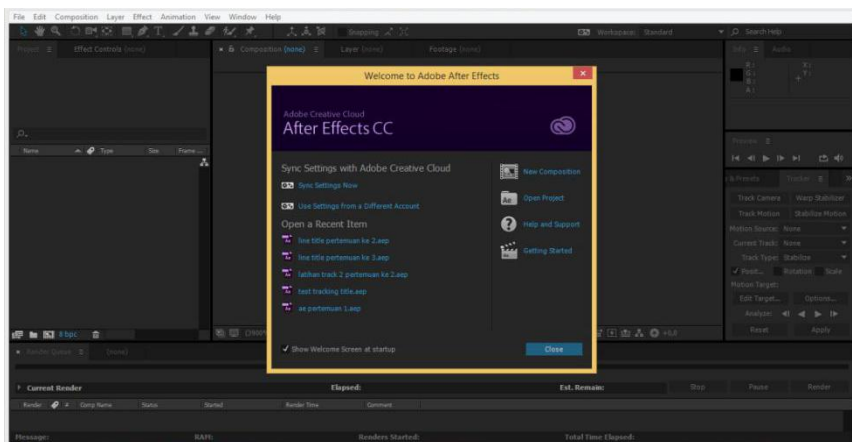 File Edit Composition Layer Effect Animation View Window Help
Snapping
Workspace: Standard
Search Help
Project
Effect Controls (none)
Composition (none)
Layer (none)
Footage (none)
Info
Audio
R:
G:
B:
A:
X:
Y:
Welcome to Adobe After Effects
Adobe Creative Cloud
After Effects CC
Sync Settings with Adobe Creative Cloud
Sync Settings Now
Use Settings from a Different Account
Open a Recent Item
line title pertemuan ke 2.aep
line title pertemuan ke 3.aep
latihan track 2 pertemuan ke 2.aep
test tracking title.aep
ae pertemuan 1.aep
New Composition
Open Project
Help and Support
Getting Started
Show Welcome Screen at startup
Close
Name Type Size Frame ...
8 bpc
+0,0
Preview
& Presets
Tracker
Track Camera Warp Stabilizer
Track Motion Stabilize Motion
Motion Source: None
Current Track: None
Track Type: Stabilize
Posit... Rotation Scale
Motion Target:
Edit Target... Options...
Analyze:
Reset Apply
Render Queue
(none)
Current Render
Elapsed:
Est. Remain:
Stop Pause Render
Render # Comp Name Status Started Render Time Comment
Message:
RAM:
Renders Started:
Total Time Elapsed: